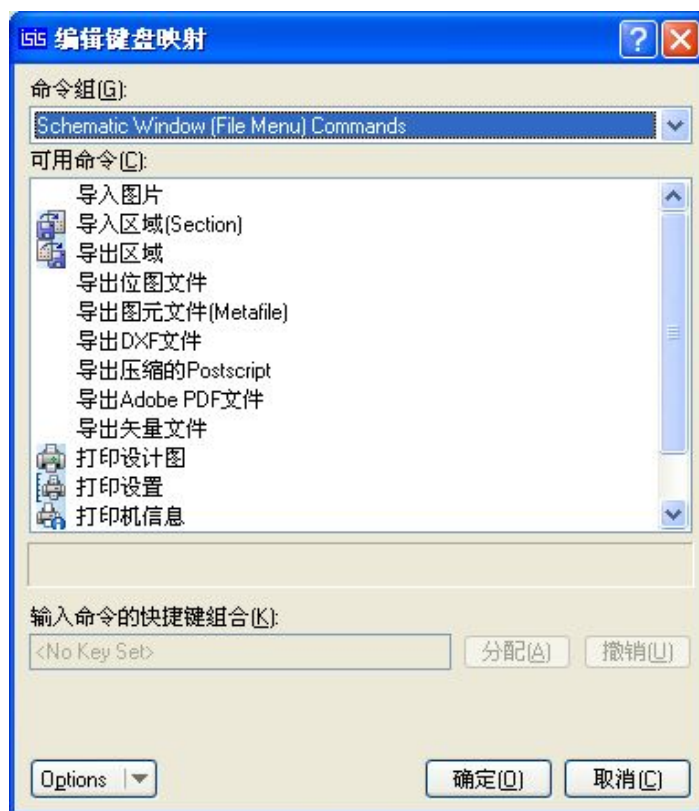 isis 编辑键盘映射
命令组(G):
Schematic Window (File Menu) Commands
可用命令(C):
导入图片
导入区域(Section)
导出区域
导出位图文件
导出图元文件(Metafile)
导出DXF文件
导出压缩的Postscript
导出Adobe PDF文件
导出矢量文件
打印设计图
打印设置
打印机信息
输入命令的快捷键组合(K):
<No Key Set> 分配(A) 撤销(U)
Options 确定(O) 取消(C)